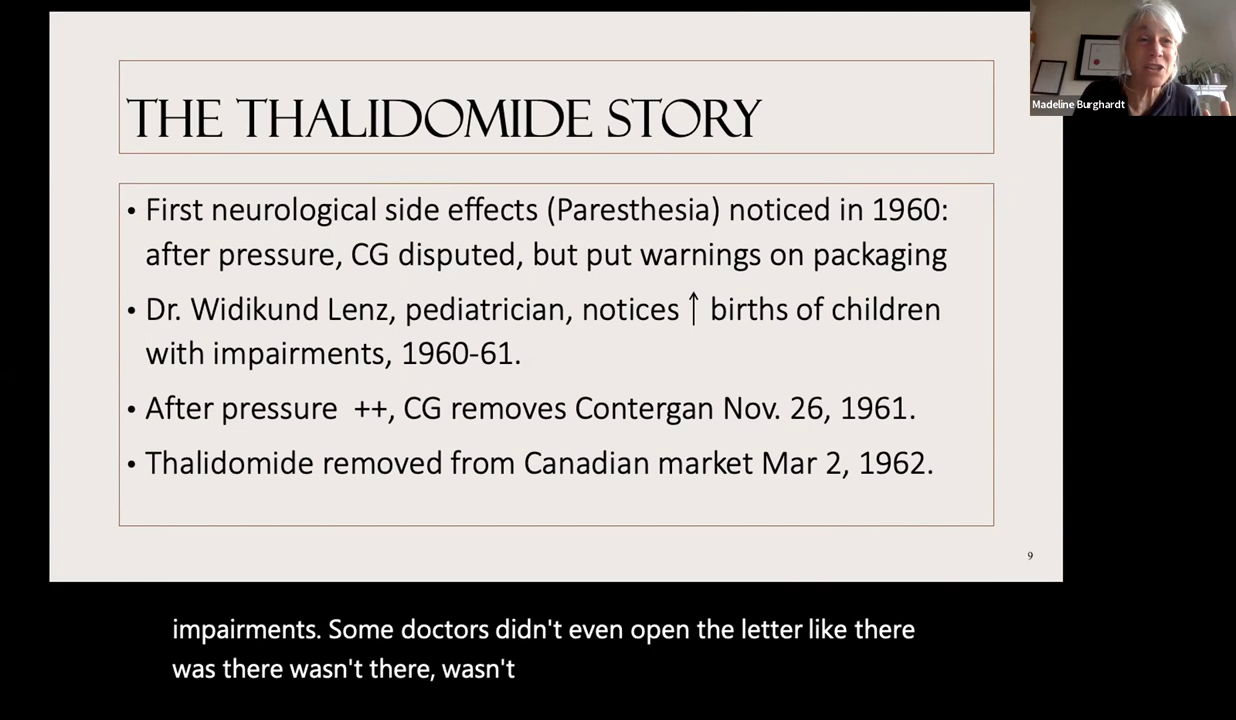 THE THALIDOMIDE STORY
Madeline Burghardt
• First neurological side effects (Paresthesia) noticed in 1960:
after pressure, CG disputed, but put warnings on packaging
• Dr. Widikund Lenz, pediatrician, notices ↑ births of children
with impairments, 1960-61.
• After pressure ++, CG removes Contergan Nov. 26, 1961.
• Thalidomide removed from Canadian market Mar 2, 1962.
9
impairments. Some doctors didn't even open the letter like there
was there wasn't there, wasn't